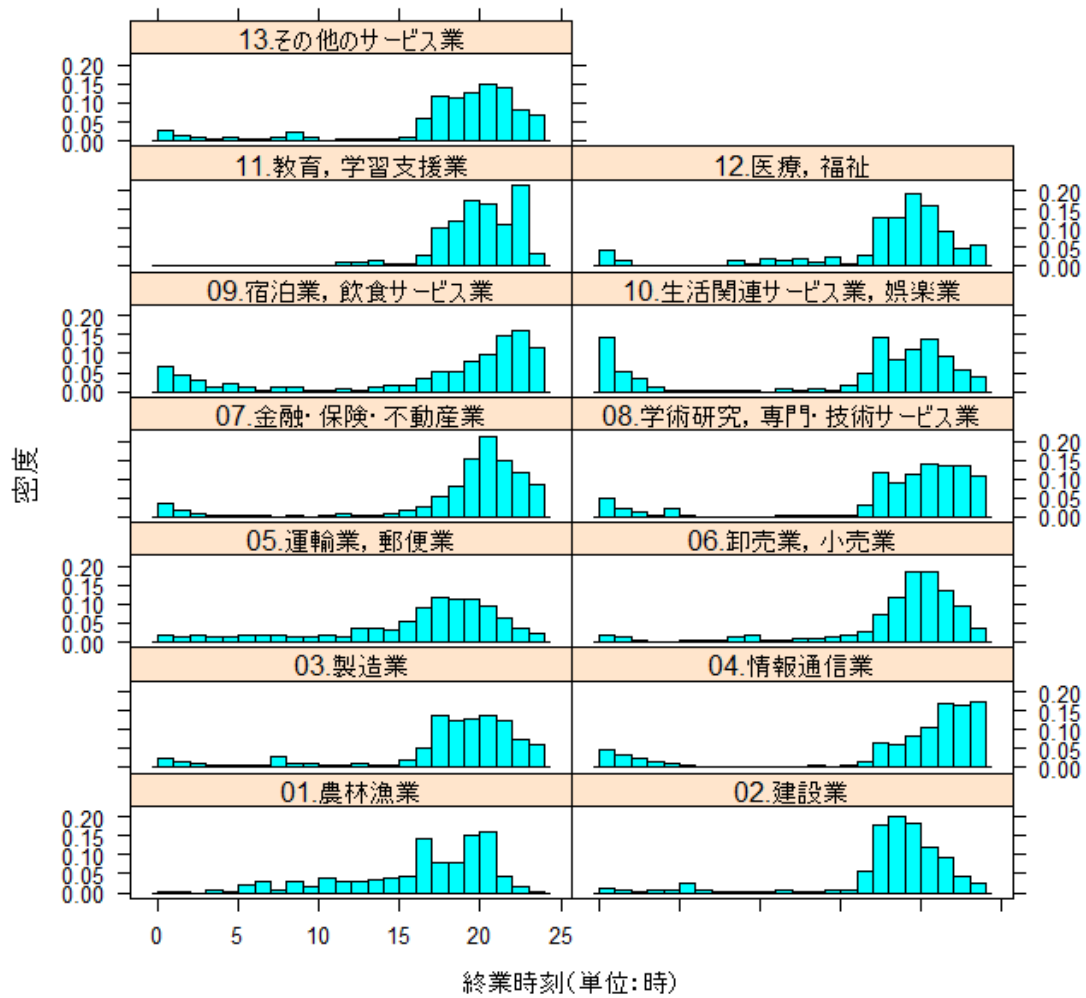 13.その他のサービス業
0.20
0.15
0.10
0.05
0.00
11.教育, 学習支援業
12.医療, 福祉
0.20
0.15
0.10
0.05
0.00
09.宿泊業, 飲食サービス業
10.生活関連サービス業, 娯楽業
0.20
0.15
0.10
0.05
0.00
07.金融・保険・不動産業
08.学術研究, 専門・技術サービス業
0.20
0.15
0.10
0.05
0.00
05.運輸業, 郵便業
06.卸売業, 小売業
0.20
0.15
0.10
0.05
0.00
03.製造業
04.情報通信業
0.20
0.15
0.10
0.05
0.00
01.農林漁業
02.建設業
0.20
0.15
0.10
0.05
0.00
密度
0 5 10 15 20 25
終業時刻(単位:時)